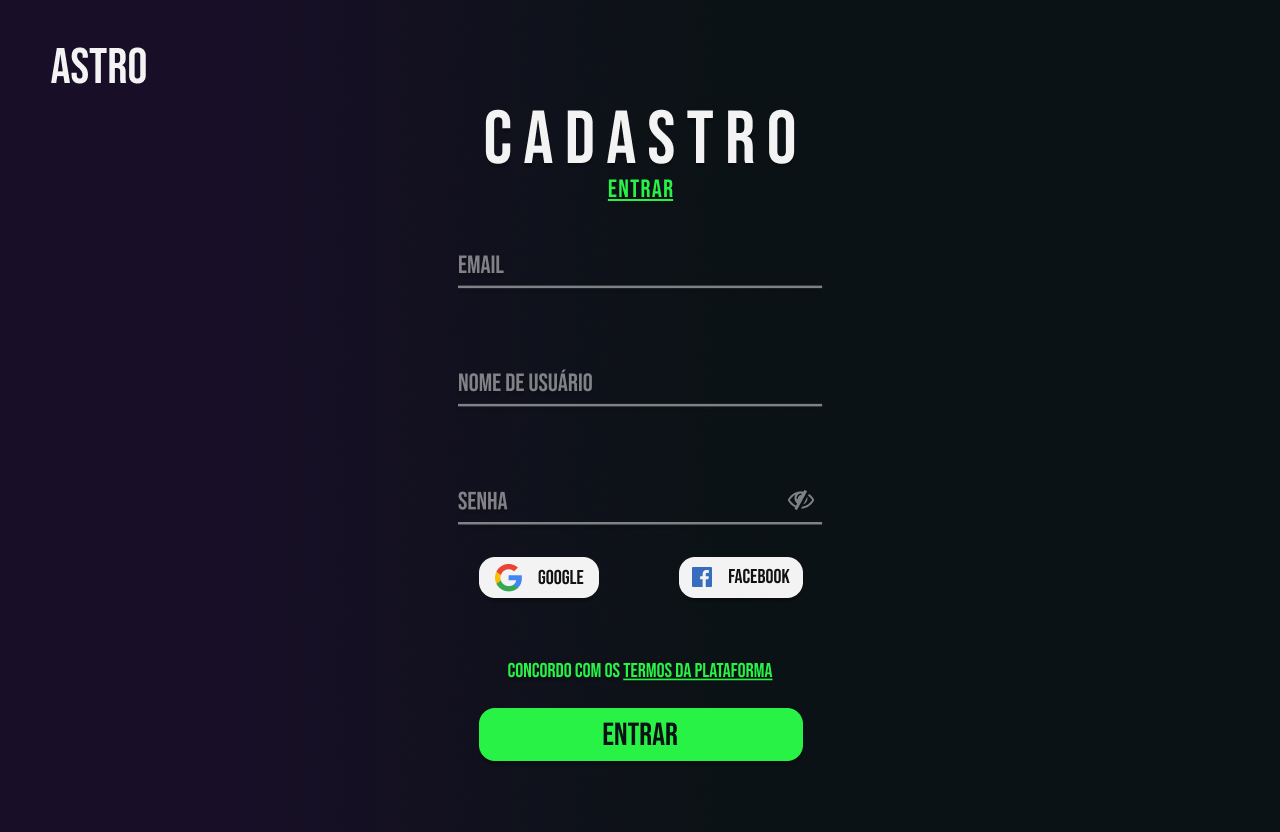 ASTRO
CADASTRO
ENTRAR
EMAIL
NOME DE USUÁRIO
SENHA
GOOGLE FACEBOOK
CONCORDO COM OS TERMOS DA PLATAFORMA
ENTRAR